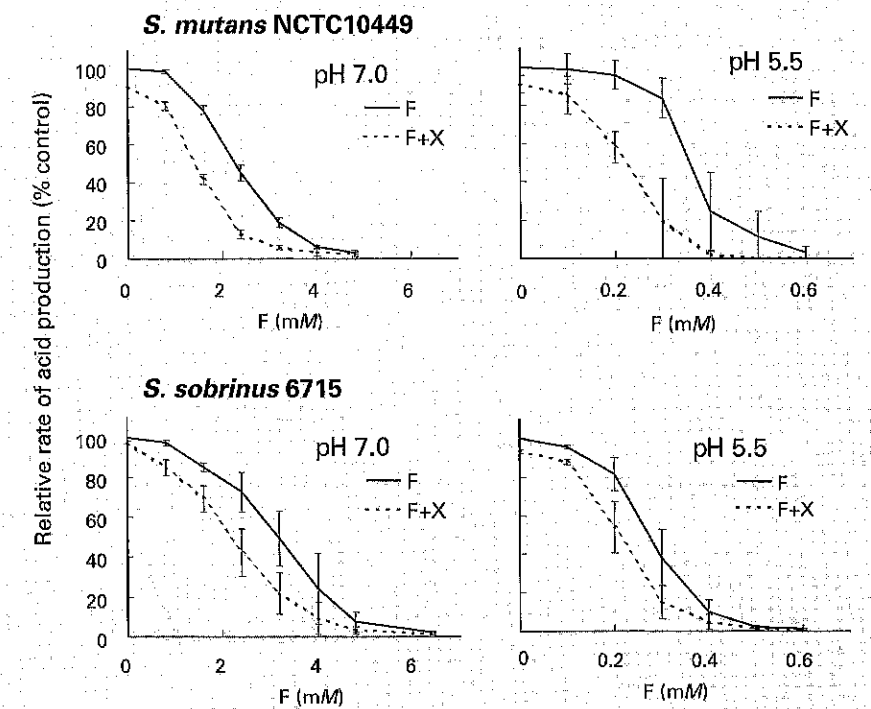 Relative rate of acid production (% control)
S. mutans NCTC10449
pH 7.0
F
F+X
100
80
60
40
20
0
0 2 4 6
F (mM)
pH 5.5
F
F+X
0 0.2 0.4 0.6
F (mM)
S. sobrinus 6715
pH 7.0
F
F+X
100
80
60
40
20
0
0 2 4 6
F (mM)
pH 5.5
F
F+X
0 0.2 0.4 0.6
F (mM)